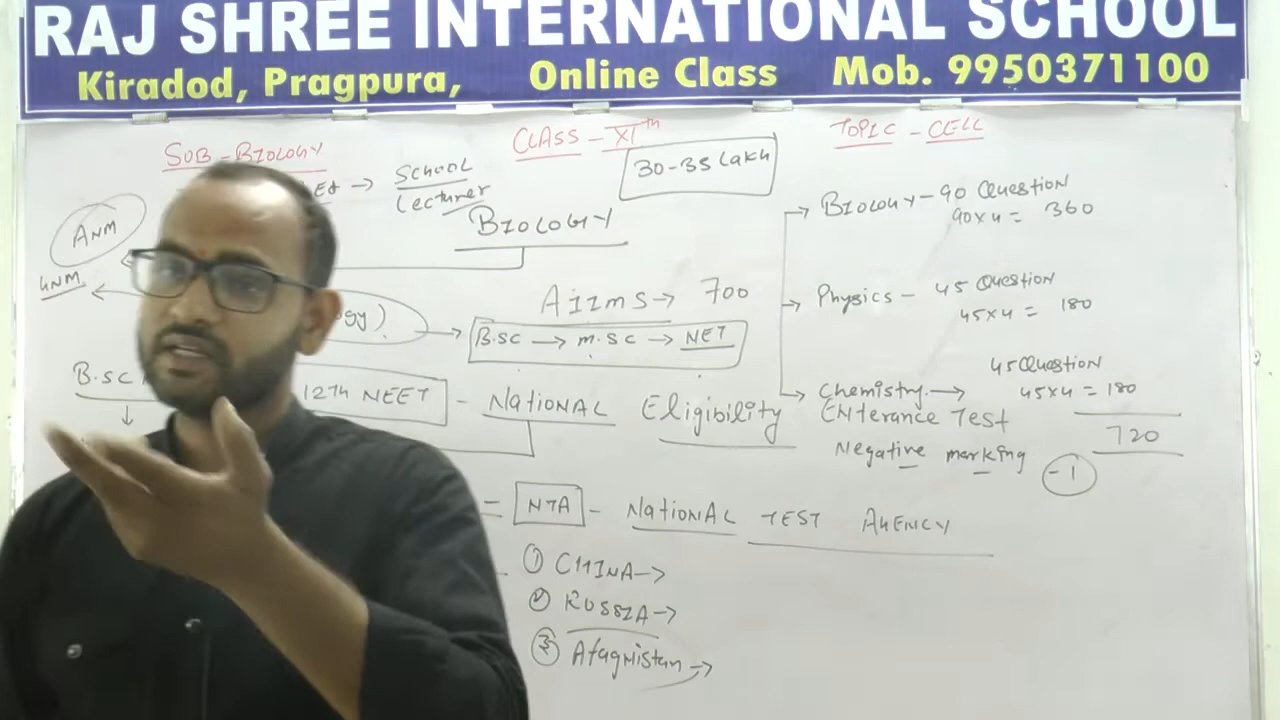 RAJ SHREE INTERNATIONAL SCHOOL
Kiradod, Pragpura, Online Class Mob. 9950371100
SUB - BIOLOGY
CLASS - XIth
TOPIC - CELL
30-35 Lakh
→ SCHOOL
Lecturer
ANM
GNM
BIOLOGY
BIOLOGY - 90 Question
90x4 = 360
AIIMS → 700
Physics - 45 Question
45x4 = 180
ogy) → B.SC → M.SC → NET
B.SC
Chemistry → 45 Question
45x4 = 180
720
12th NEET - NATIONAL Eligibility ENterance Test
Negative marking -1
= NTA - NATIONAL TEST AGENCY
① CHINA →
② RUSSIA →
③ Afagnistan →